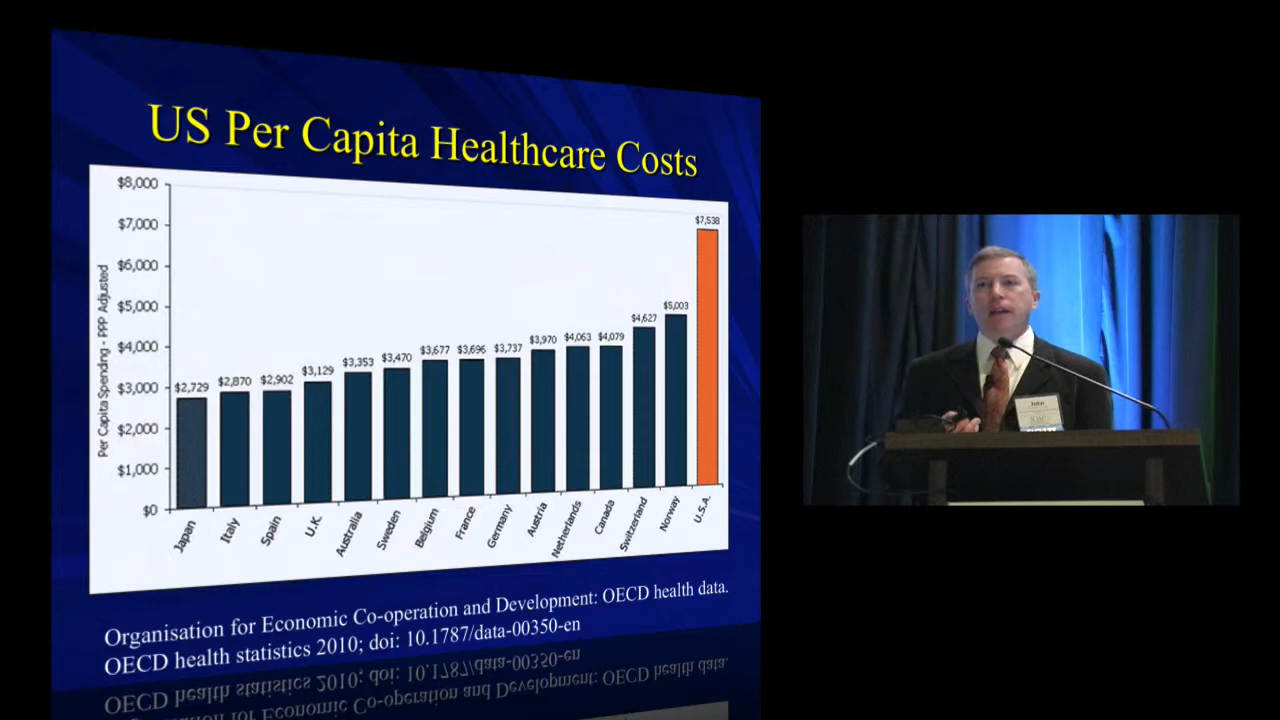 US Per Capita Healthcare Costs
$8,000
$7,000
$6,000
$5,000
$4,000
$3,000
$2,000
$1,000
$0
Per Capita Spending - PPP Adjusted
$2,729
$2,870
$2,902
$3,129
$3,353
$3,470
$3,677
$3,696
$3,737
$3,970
$4,063
$4,079
$4,627
$5,003
$7,538
Japan
Italy
Spain
U.K.
Australia
Sweden
Belgium
France
Germany
Austria
Netherlands
Canada
Switzerland
Norway
U.S.A.
Organisation for Economic Co-operation and Development: OECD health data.
OECD health statistics 2010; doi: 10.1787/data-00350-en
John